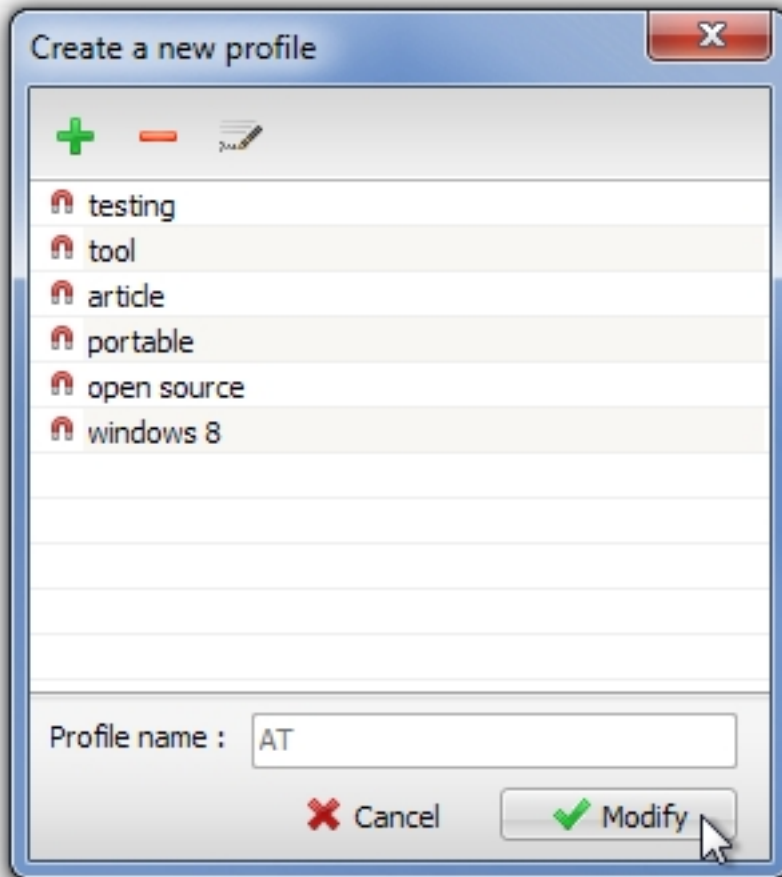 Create a new profile
testing
tool
article
portable
open source
windows 8
Profile name : AT
Cancel Modify